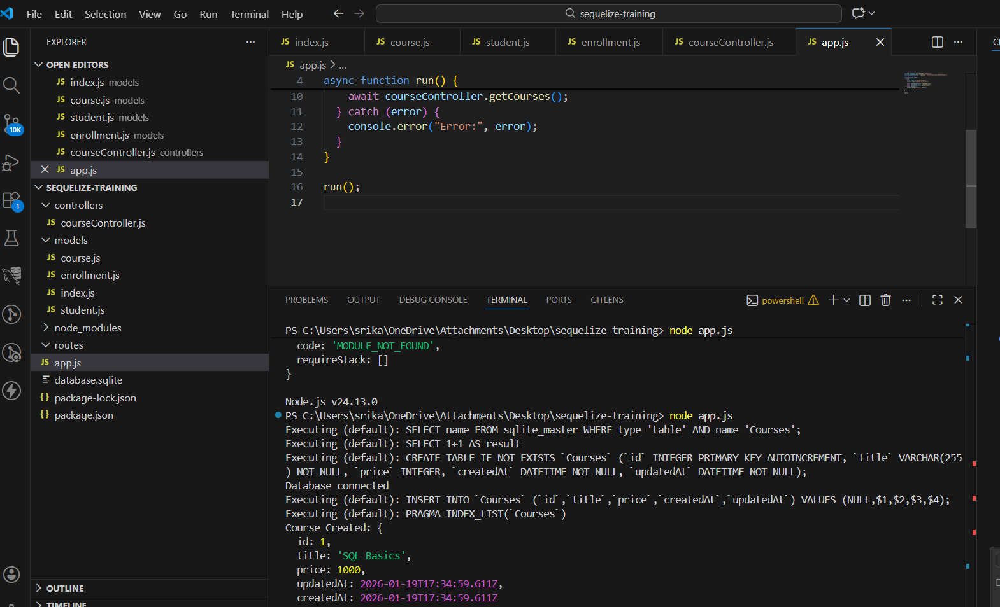 File Edit Selection View Go Run Terminal Help
sequelize-training
EXPLORER
OPEN EDITORS
JS index.js models
JS course.js models
JS student.js models
JS enrollment.js models
JS courseController.js controllers
JS app.js
SEQUELIZE-TRAINING
controllers
JS courseController.js
models
JS course.js
JS enrollment.js
JS index.js
JS student.js
node_modules
routes
JS app.js
database.sqlite
{} package-lock.json
{} package.json
OUTLINE
TIMELINE
10K
1
JS index.js
JS course.js
JS student.js
JS enrollment.js
JS courseController.js
JS app.js
JS app.js > ...
4 async function run() {
10 await courseController.getCourses();
11 } catch (error) {
12 console.error("Error:", error);
13 }
14 }
15
16 run();
17
PROBLEMS OUTPUT DEBUG CONSOLE TERMINAL PORTS GITLENS
powershell
PS C:\Users\srika\OneDrive\Attachments\Desktop\sequelize-training> node app.js
code: 'MODULE_NOT_FOUND',
requireStack: []
}
Node.js v24.13.0
PS C:\Users\srika\OneDrive\Attachments\Desktop\sequelize-training> node app.js
Executing (default): SELECT name FROM sqlite_master WHERE type='table' AND name='Courses';
Executing (default): SELECT 1+1 AS result
Executing (default): CREATE TABLE IF NOT EXISTS `Courses` (`id` INTEGER PRIMARY KEY AUTOINCREMENT, `title` VARCHAR(255
) NOT NULL, `price` INTEGER, `createdAt` DATETIME NOT NULL, `updatedAt` DATETIME NOT NULL);
Database connected
Executing (default): INSERT INTO `Courses` (`id`,`title`,`price`,`createdAt`,`updatedAt`) VALUES (NULL,$1,$2,$3,$4);
Executing (default): PRAGMA INDEX_LIST(`Courses`)
Course Created: {
id: 1,
title: 'SQL Basics',
price: 1000,
updatedAt: 2026-01-19T17:34:59.611Z,
createdAt: 2026-01-19T17:34:59.611Z